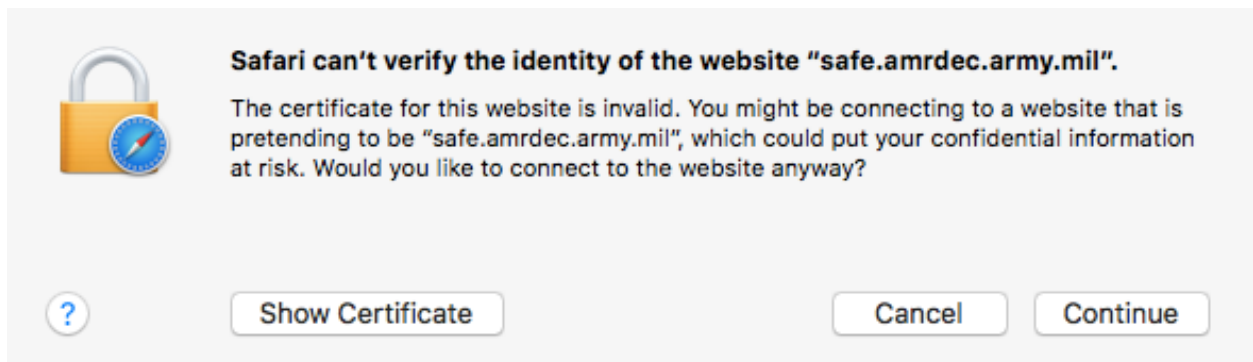 Safari can't verify the identity of the website “safe.amrdec.army.mil”.
The certificate for this website is invalid. You might be connecting to a website that is
pretending to be “safe.amrdec.army.mil”, which could put your confidential information
at risk. Would you like to connect to the website anyway?
?
Show Certificate
Cancel
Continue